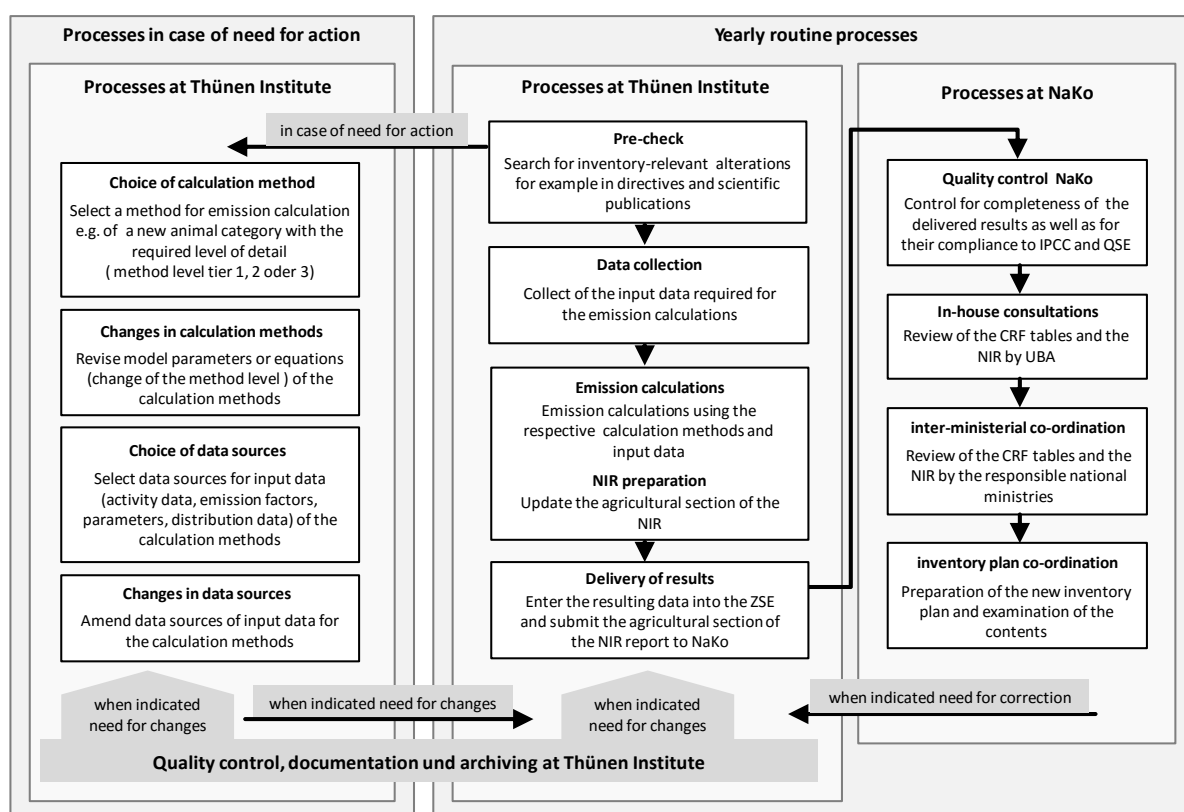 Processes in case of need for action
Processes at Thünen Institute
Choice of calculation method
Select a method for emission calculation
e.g. of a new animal category with the
required level of detail
( method level tier 1, 2 oder 3)
Changes in calculation methods
Revise model parameters or equations
(change of the method level ) of the
calculation methods
Choice of data sources
Select data sources for input data
(activity data, emission factors,
parameters, distribution data) of the
calculation methods
Changes in data sources
Amend data sources of input data for
the calculation methods
in case of need for action
Yearly routine processes
Processes at Thünen Institute
Pre-check
Search for inventory-relevant alterations
for example in directives and scientific
publications
Data collection
Collect of the input data required for
the emission calculations
Emission calculations
Emission calculations using the
respective calculation methods and
input data
NIR preparation
Update the agricultural section of the
NIR
Delivery of results
Enter the resulting data into the ZSE
and submit the agricultural section of
the NIR report to NaKo
Processes at NaKo
Quality control NaKo
Control for completeness of the
delivered results as well as for
their compliance to IPCC and QSE
In-house consultations
Review of the CRF tables and the
NIR by UBA
inter-ministerial co-ordination
Review of the CRF tables and the
NIR by the responsible national
ministries
inventory plan co-ordination
Preparation of the new inventory
plan and examination of the
contents
when indicated
need for changes
when indicated need for changes
when indicated
need for changes
when indicated need for correction
Quality control, documentation und archiving at Thünen Institute